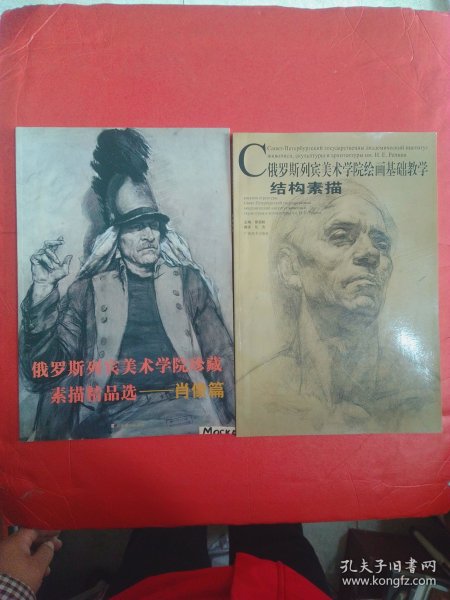 俄罗斯列宾美术学院珍藏
素描精品选——肖像篇
МОСКВ
Санкт-Петербургский государственный Академический институт
живописи, скульптуры и архитектуры им. И. Е. Репина
俄罗斯列宾美术学院绘画基础教学
结构素描
孔夫子旧书网
www.kongfz.com